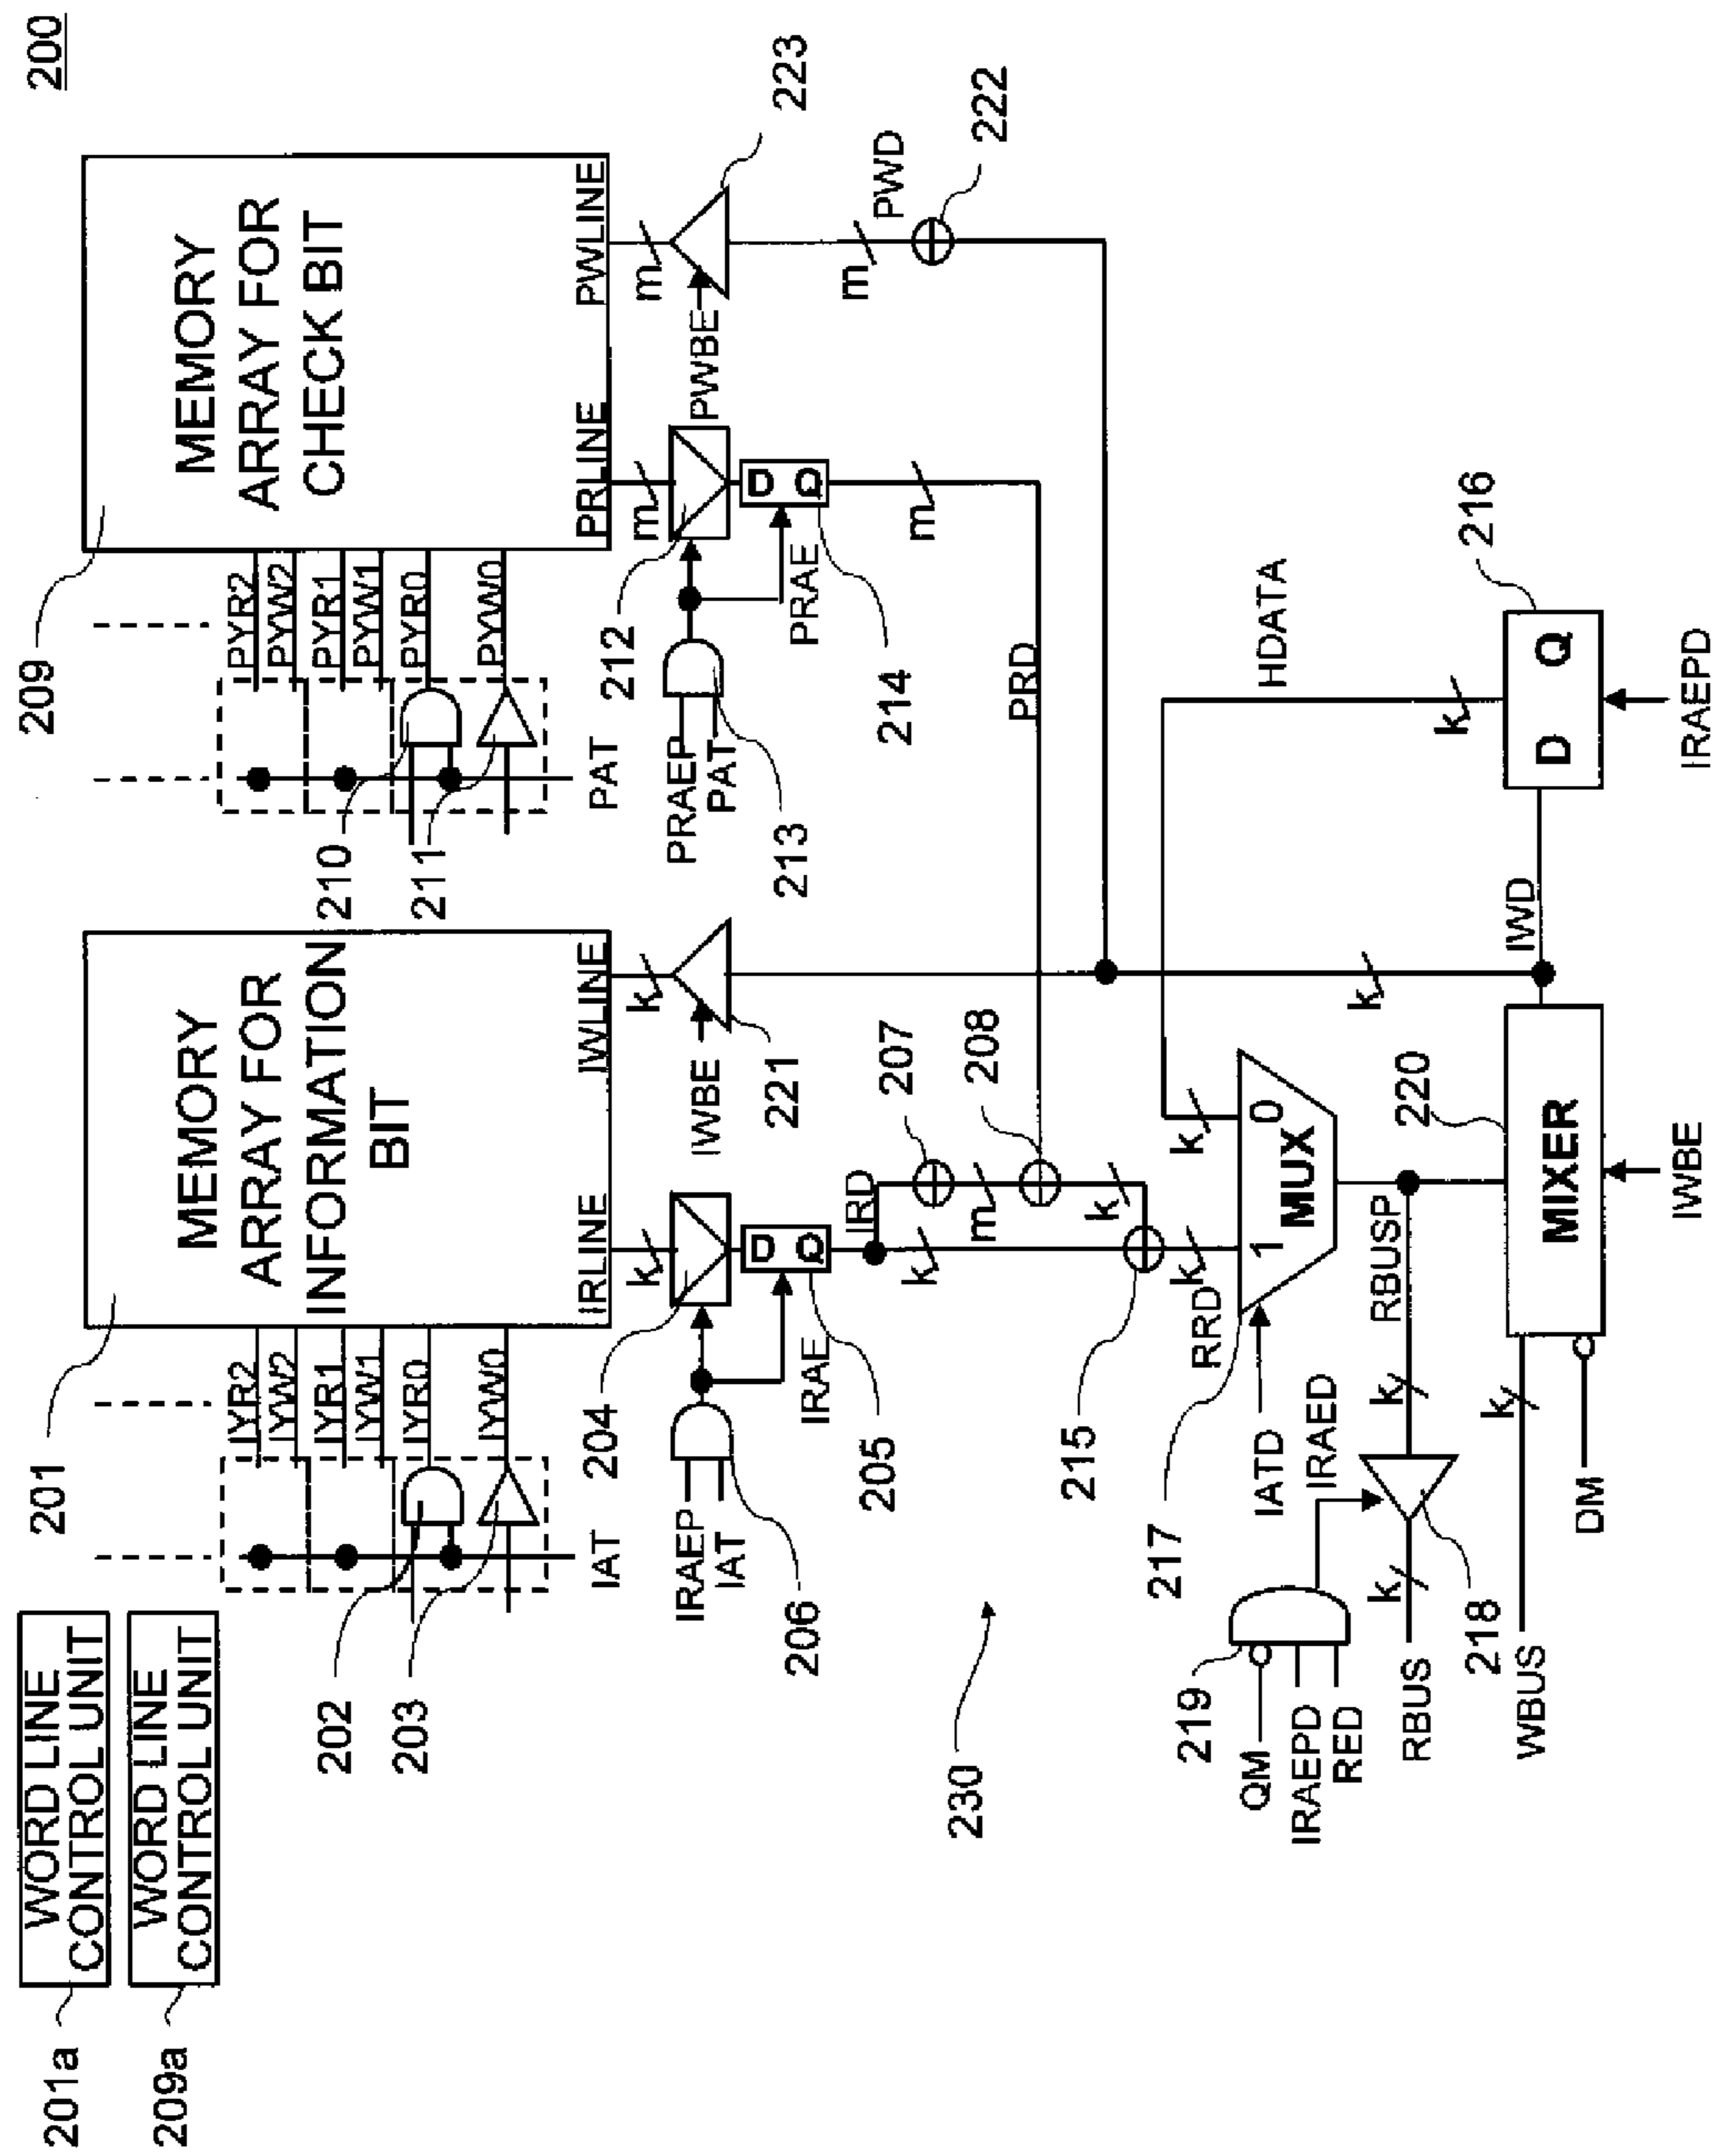 200
WORD LINE
CONTROL UNIT
201a
WORD LINE
CONTROL UNIT
209a
201
MEMORY
ARRAY FOR
INFORMATION
BIT
IYR2
IYW2
IYR1
IYW1
IYR0
IYW0
IAT
202
203
IRLINE
IWLINE
209
MEMORY
ARRAY FOR
CHECK BIT
PYR2
PYW2
PYR1
PYW1
PYR0
PYW0
PAT
210
211
PRLINE
PWLINE
k
204
IRAEP
IAT
206
IRAE
D
Q
205
k
IWBE
221
m
212
PRAEP
PAT
213
PRAE
D
Q
214
m
m
PWBE
223
m
PWD
222
IRD
k
207
m
208
k
PRD
215
RRD
k
k
HDATA
k
217
1
MUX
0
IATD
IRAED
219
QM
IRAEPD
RED
RBUSP
k
k
218
RBUS
k
WBUS
DM
220
MIXER
IWBE
k
IWD
D
Q
216
IRAEPD
230